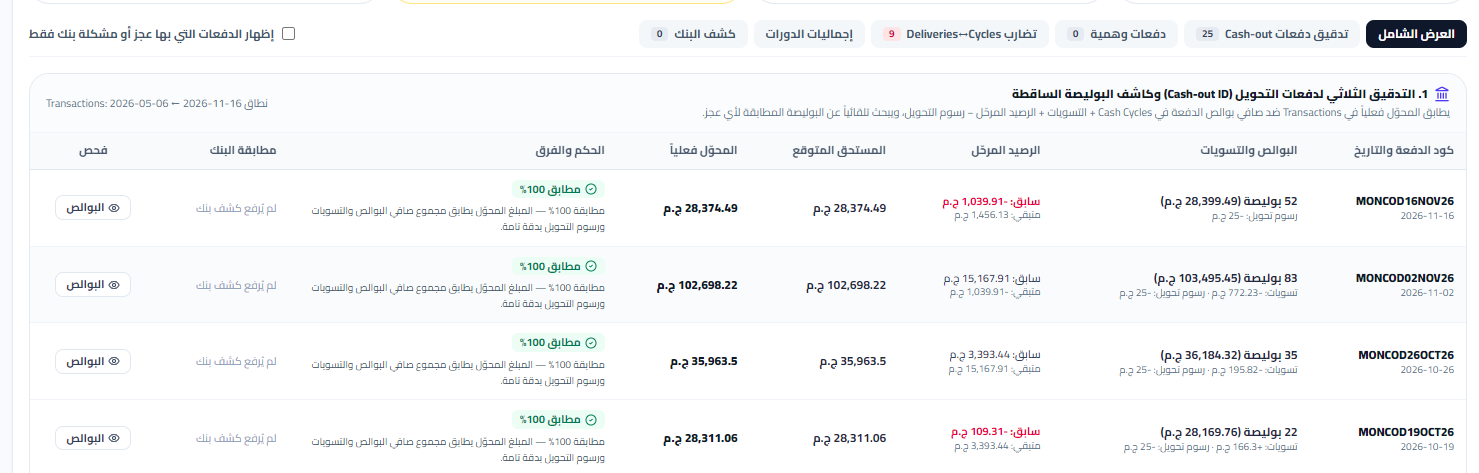 العرض الشامل
تدقيق دفعات Cash-out 25
دفعات وهمية 0
تضارب Deliveries↔Cycles 9
إجماليات الدورات
كشف البنك 0
إظهار الدفعات التي بها عجز أو مشكلة بنك فقط
1. التدقيق الثلاثي لدفعات التحويل (Cash-out ID) وكاشف البوليصة الساقطة
يطابق المحوّل فعلياً في Transactions ضد صافي بوالص الدفعة في Cash Cycles + التسويات + الرصيد المرحّل − رسوم التحويل، ويبحث تلقائياً عن البوليصة المطابقة لأي عجز.
نطاق Transactions: 2026-05-06 ← 2026-11-16
كود الدفعة والتاريخ
البوالص والتسويات
الرصيد المرحّل
المستحق المتوقع
المحوّل فعلياً
الحكم والفرق
مطابقة البنك
فحص
MONCOD16NOV26
2026-11-16
52 بوليصة (28,399.49 ج.م)
رسوم تحويل: -25 ج.م
سابق: -1,039.91 ج.م
متبقي: 1,456.13 ج.م
28,374.49 ج.م
28,374.49 ج.م
مطابق 100%
مطابقة 100% — المبلغ المحوّل يطابق مجموع صافي البوالص والتسويات
ورسوم التحويل بدقة تامة.
لم يُرفع كشف بنك
البوالص
MONCOD02NOV26
2026-11-02
83 بوليصة (103,495.45 ج.م)
تسويات: -772.23 ج.م · رسوم تحويل: -25 ج.م
سابق: 15,167.91 ج.م
متبقي: -1,039.91 ج.م
102,698.22 ج.م
102,698.22 ج.م
مطابق 100%
مطابقة 100% — المبلغ المحوّل يطابق مجموع صافي البوالص والتسويات
ورسوم التحويل بدقة تامة.
لم يُرفع كشف بنك
البوالص
MONCOD26OCT26
2026-10-26
35 بوليصة (36,184.32 ج.م)
تسويات: -195.82 ج.م · رسوم تحويل: -25 ج.م
سابق: 3,393.44 ج.م
متبقي: 15,167.91 ج.م
35,963.5 ج.م
35,963.5 ج.م
مطابق 100%
مطابقة 100% — المبلغ المحوّل يطابق مجموع صافي البوالص والتسويات
ورسوم التحويل بدقة تامة.
لم يُرفع كشف بنك
البوالص
MONCOD19OCT26
2026-10-19
22 بوليصة (28,169.76 ج.م)
تسويات: +166.3 ج.م · رسوم تحويل: -25 ج.م
سابق: -109.31 ج.م
متبقي: 3,393.44 ج.م
28,311.06 ج.م
28,311.06 ج.م
مطابق 100%
مطابقة 100% — المبلغ المحوّل يطابق مجموع صافي البوالص والتسويات
ورسوم التحويل بدقة تامة.
لم يُرفع كشف بنك
البوالص